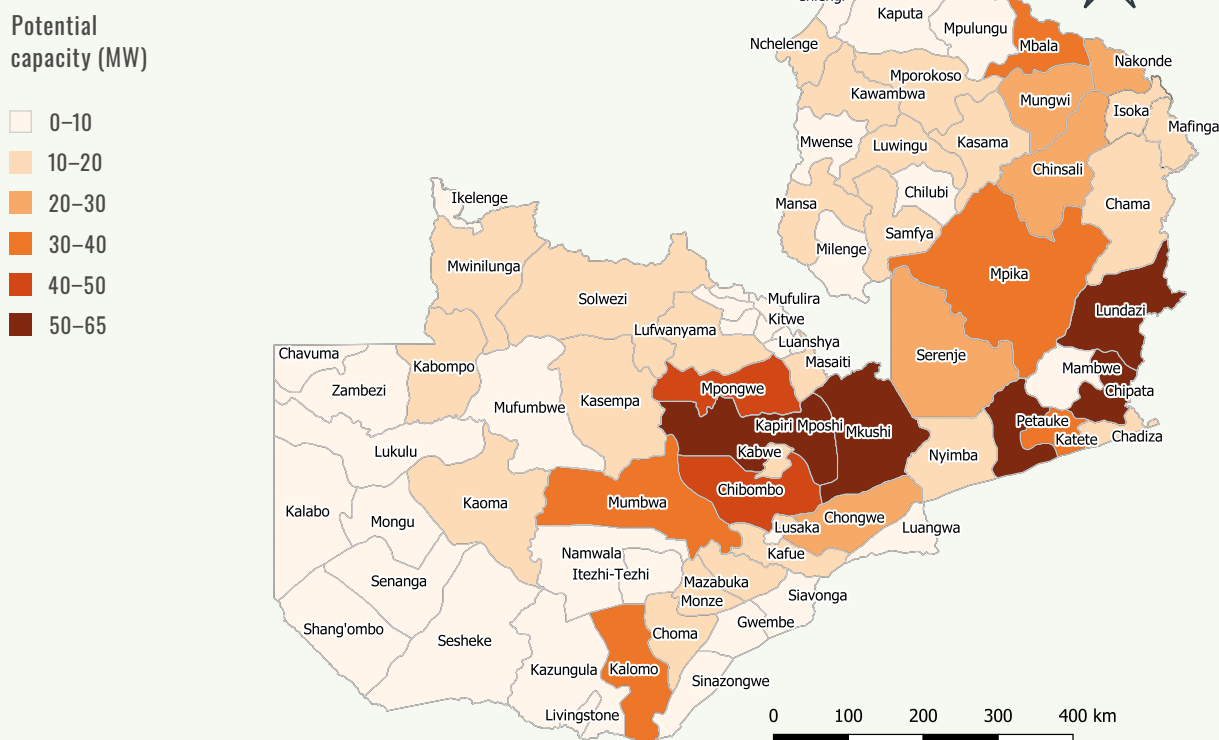 Potential
capacity (MW)
0–10
10–20
20–30
30–40
40–50
50–65
Kaputa
Mpulungu
Nchelenge
Mbala
Nakonde
Mporokoso
Kawambwa
Mungwi
Isoka
Mafinga
Mwense
Luwingu
Kasama
Chinsali
Ikelenge
Chilubi
Mansa
Chama
Samfya
Milenge
Mwinilunga
Mpika
Solwezi
Mufulira
Kitwe
Lundazi
Lufwanyama
Luanshya
Chavuma
Masaiti
Serenje
Kabompo
Mambwe
Zambezi
Mpongwe
Chipata
Kasempa
Mufumbwe
Kapiri Mposhi
Mkushi
Petauke
Katete
Chadiza
Lukulu
Kabwe
Nyimba
Chibombo
Kaoma
Mumbwa
Kalabo
Mongu
Chongwe
Lusaka
Luangwa
Namwala
Kafue
Itezhi-Tezhi
Senanga
Mazabuka
Siavonga
Monze
Gwembe
Shang'ombo
Choma
Sesheke
Kazungula
Kalomo
Sinazongwe
Livingstone
0 100 200 300 400 km